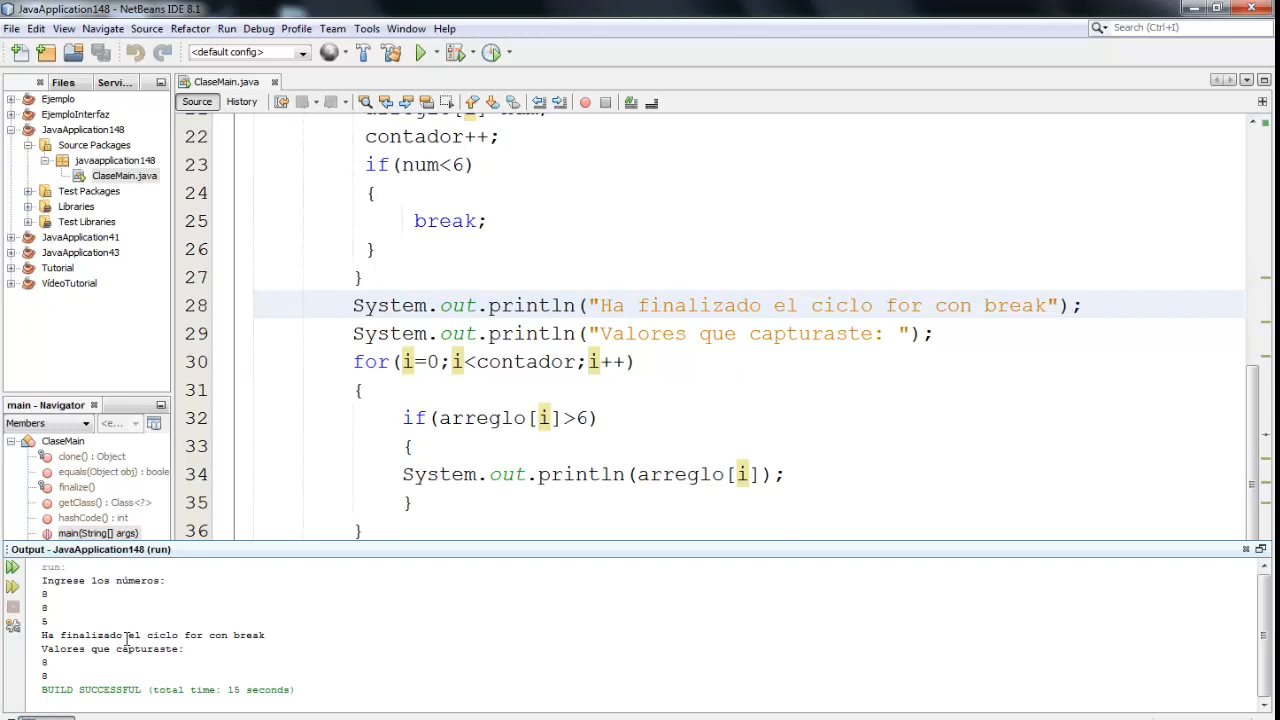 JavaApplication148 - NetBeans IDE 8.1
File Edit View Navigate Source Refactor Run Debug Profile Team Tools Window Help
Search (Ctrl+I)
<default config>
Files Servi...
Ejemplo
EjemploInterfaz
JavaApplication148
Source Packages
javaapplication148
ClaseMain.java
Test Packages
Libraries
Test Libraries
JavaApplication41
JavaApplication43
Tutorial
VídeoTutorial
main - Navigator
Members <e...
ClaseMain
clone() : Object
equals(Object obj) : boole
finalize()
getClass() : Class<?>
hashCode() : int
main(String[] args)
ClaseMain.java
Source History
22 contador++;
23 if(num<6)
24 {
25 break;
26 }
27 }
28 System.out.println("Ha finalizado el ciclo for con break");
29 System.out.println("Valores que capturaste: ");
30 for(i=0;i<contador;i++)
31 {
32 if(arreglo[i]>6)
33 {
34 System.out.println(arreglo[i]);
35 }
36 }
Output - JavaApplication148 (run)
run:
Ingrese los números:
8
8
5
Ha finalizado el ciclo for con break
Valores que capturaste:
8
8
BUILD SUCCESSFUL (total time: 15 seconds)